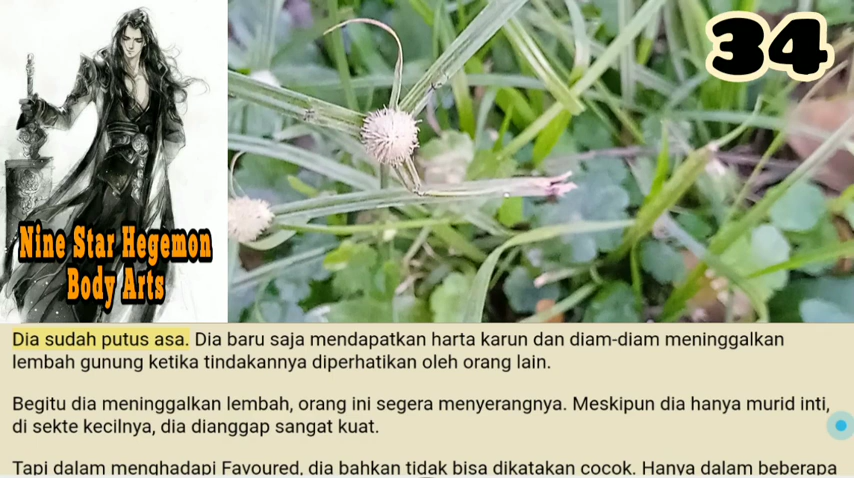 34
Nine Star Hegemon
Body Arts
Dia sudah putus asa. Dia baru saja mendapatkan harta karun dan diam-diam meninggalkan
lembah gunung ketika tindakannya diperhatikan oleh orang lain.
Begitu dia meninggalkan lembah, orang ini segera menyerangnya. Meskipun dia hanya murid inti,
di sekte kecilnya, dia dianggap sangat kuat.
Tapi dalam menghadapi Favoured, dia bahkan tidak bisa dikatakan cocok. Hanya dalam beberapa